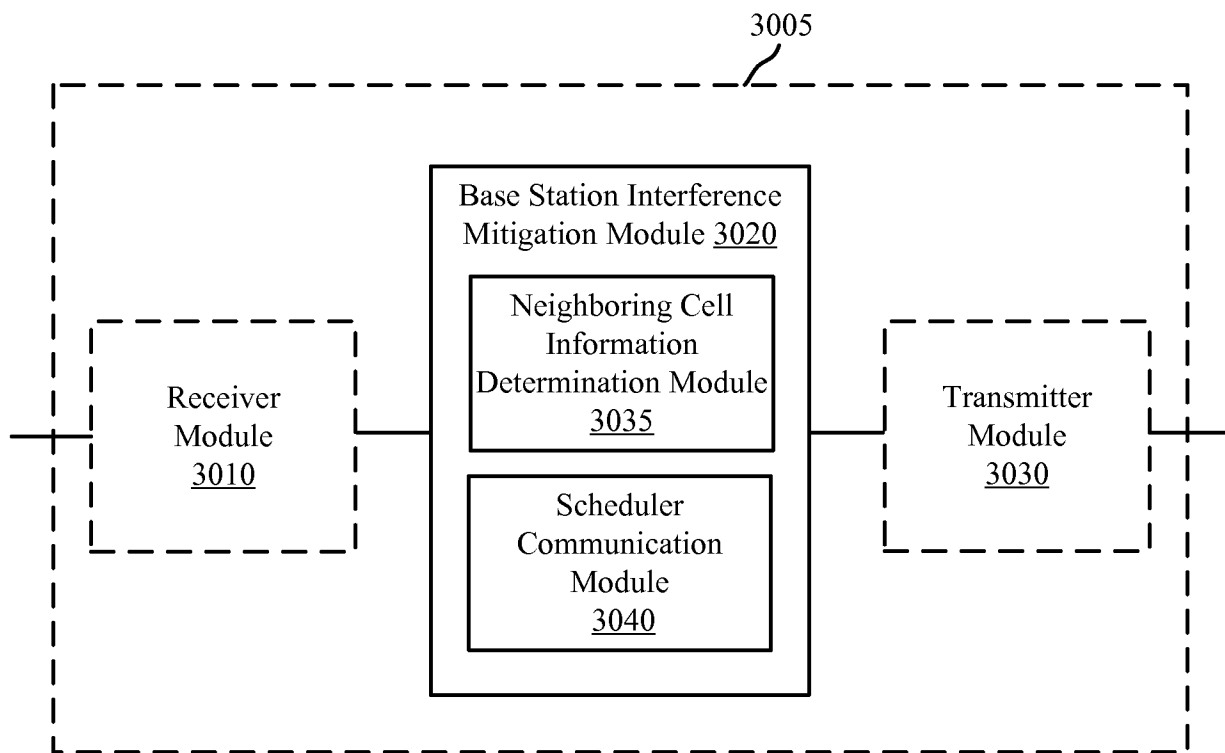 3005
Base Station Interference
Mitigation Module 3020
Neighboring Cell
Information
Determination Module
3035
Receiver
Module
3010
Transmitter
Module
3030
Scheduler
Communication
Module
3040